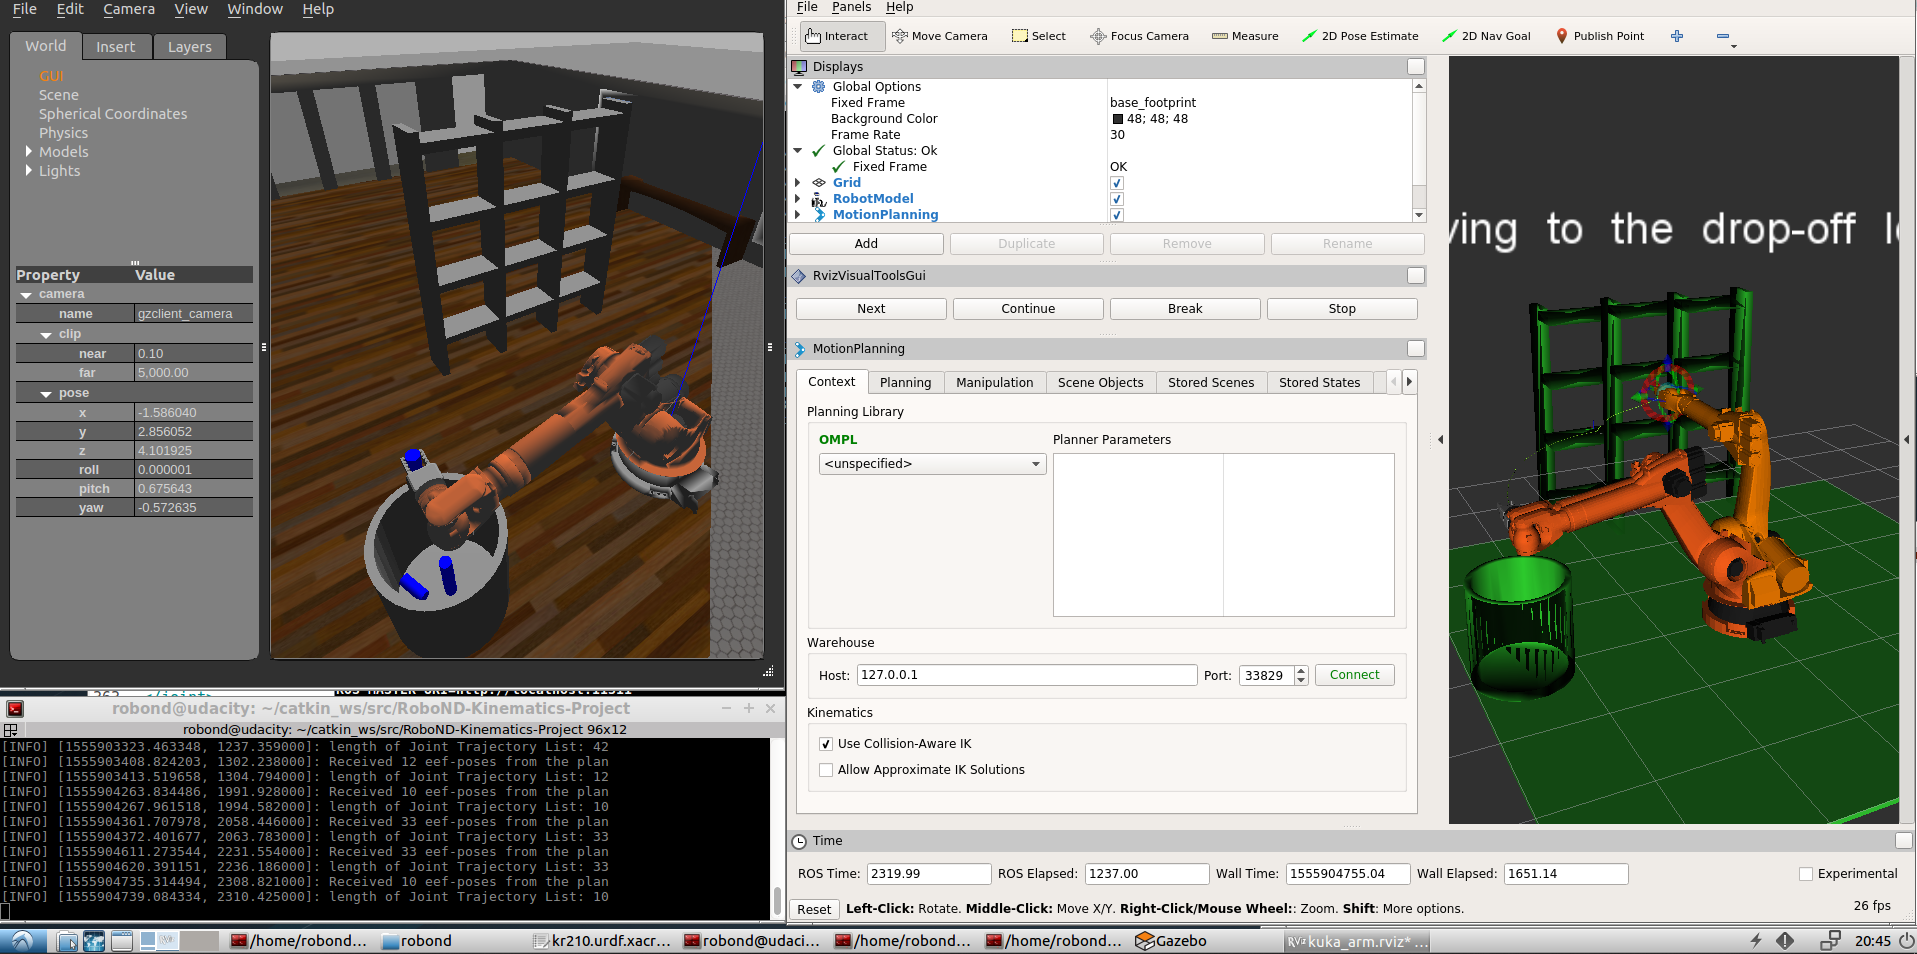 File Edit Camera View Window Help
World Insert Layers
GUI
Scene
Spherical Coordinates
Physics
Models
Lights
Property Value
camera
name gzclient_camera
clip
near 0.10
far 5,000.00
pose
x -1.586040
y 2.856052
z 4.101925
roll 0.000001
pitch 0.675643
yaw -0.572635
File Panels Help
Interact Move Camera Select Focus Camera Measure 2D Pose Estimate 2D Nav Goal Publish Point
Displays
Global Options
Fixed Frame base_footprint
Background Color 48; 48; 48
Frame Rate 30
Global Status: Ok
Fixed Frame OK
Grid
RobotModel
MotionPlanning
Add Duplicate Remove Rename
RvizVisualToolsGui
Next Continue Break Stop
MotionPlanning
Context Planning Manipulation Scene Objects Stored Scenes Stored States
Planning Library
OMPL Planner Parameters
<unspecified>
Warehouse
Host: 127.0.0.1 Port: 33829 Connect
Kinematics
Use Collision-Aware IK
Allow Approximate IK Solutions
ving to the drop-off l
Time
ROS Time: 2319.99 ROS Elapsed: 1237.00 Wall Time: 1555904755.04 Wall Elapsed: 1651.14 Experimental
Reset Left-Click: Rotate. Middle-Click: Move X/Y. Right-Click/Mouse Wheel:: Zoom. Shift: More options. 26 fps
robond@udacity: ~/catkin_ws/src/RoboND-Kinematics-Project
robond@udacity: ~/catkin_ws/src/RoboND-Kinematics-Project 96x12
[INFO] [1555903323.463348, 1237.359000]: length of Joint Trajectory List: 42
[INFO] [1555903408.824203, 1302.238000]: Received 12 eef-poses from the plan
[INFO] [1555903413.519658, 1304.794000]: length of Joint Trajectory List: 12
[INFO] [1555904263.834486, 1991.928000]: Received 10 eef-poses from the plan
[INFO] [1555904267.961518, 1994.582000]: length of Joint Trajectory List: 10
[INFO] [1555904361.707978, 2058.446000]: Received 33 eef-poses from the plan
[INFO] [1555904372.401677, 2063.783000]: length of Joint Trajectory List: 33
[INFO] [1555904611.273544, 2231.554000]: Received 33 eef-poses from the plan
[INFO] [1555904620.391151, 2236.186000]: length of Joint Trajectory List: 33
[INFO] [1555904735.314494, 2308.821000]: Received 10 eef-poses from the plan
[INFO] [1555904739.084334, 2310.425000]: length of Joint Trajectory List: 10
/home/robond... robond kr210.urdf.xacr... robond@udaci... /home/robond... /home/robond... Gazebo kuka_arm.rviz* ... 20:45